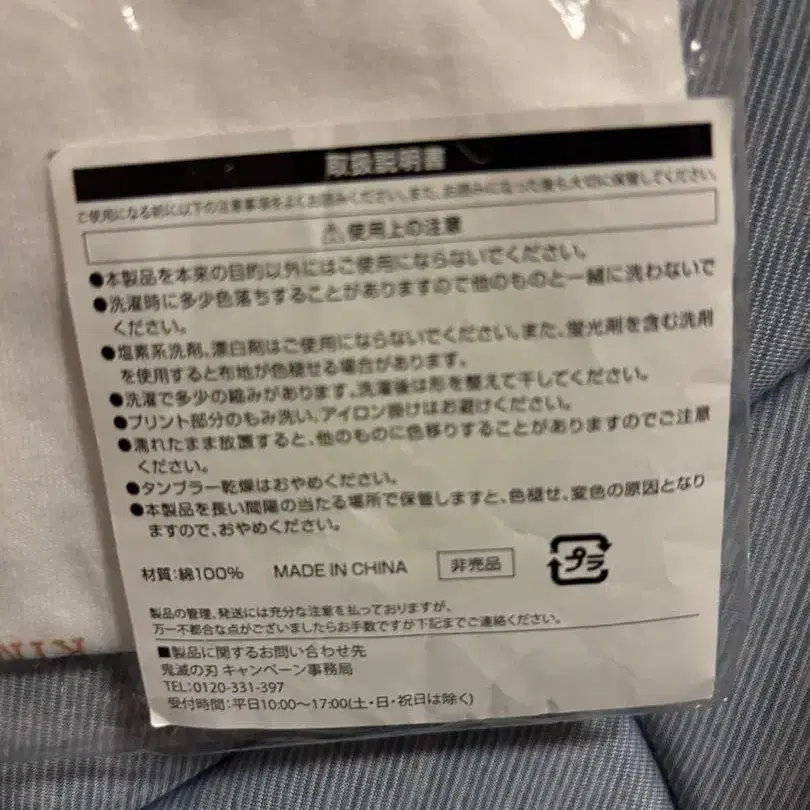 取扱説明書
ご使用になる前に以下の注意事項をよくお読みください。また、お読みになった後も大切に保管してください。
⚠使用上の注意
●本製品を本来の目的以外にはご使用にならないでください。
●洗濯時に多少色落ちすることがありますので他のものと一緒に洗わないで
ください。
●塩素系洗剤、漂白剤はご使用にならないでください。また、蛍光剤を含む洗剤
を使用すると布地が色褪せる場合があります。
●洗濯で多少の縮みがあります。洗濯後は形を整えて干してください。
●プリント部分のもみ洗い、アイロン掛けはお避けください。
●濡れたまま放置すると、他のものに色移りすることがありますのでご注意
ください。
●タンブラー乾燥はおやめください。
●本製品を長い間陽の当たる場所で保管しますと、色褪せ、変色の原因となり
ますので、おやめください。
材質:綿100% MADE IN CHINA 非売品 プラ
製品の管理、発送には充分な注意を払っておりますが、
万一不都合な点がございましたらお手数ですが下記までご連絡ください。
■製品に関するお問い合わせ先
鬼滅の刃 キャンペーン事務局
TEL:0120-331-397
受付時間:平日10:00〜17:00(土・日・祝日は除く)